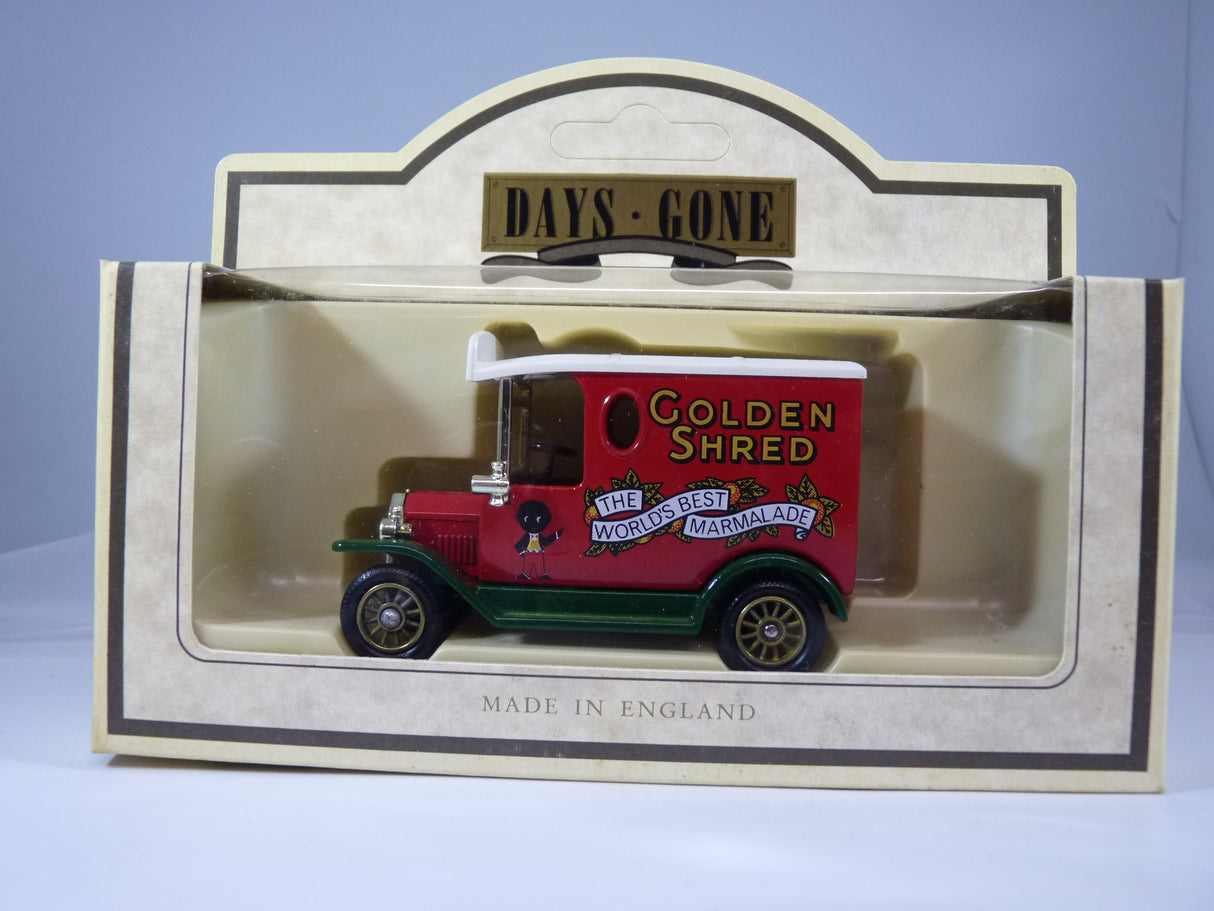 DAYS · GONE
GOLDEN
SHRED
THE
WORLD'S BEST
MARMALADE
MADE IN ENGLAND